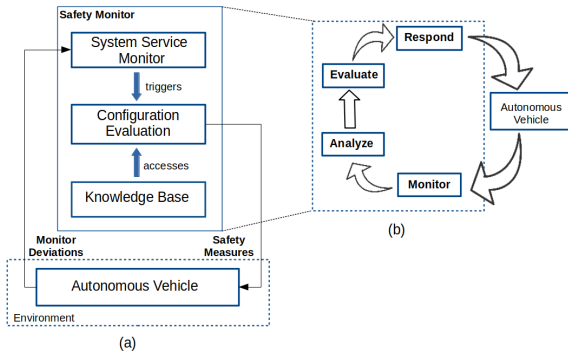 Safety Monitor
System Service
Monitor
triggers
Configuration
Evaluation
accesses
Knowledge Base
Monitor
Deviations
Safety
Measures
Autonomous Vehicle
Environment
(a)
Respond
Evaluate
Autonomous
Vehicle
Analyze
Monitor
(b)